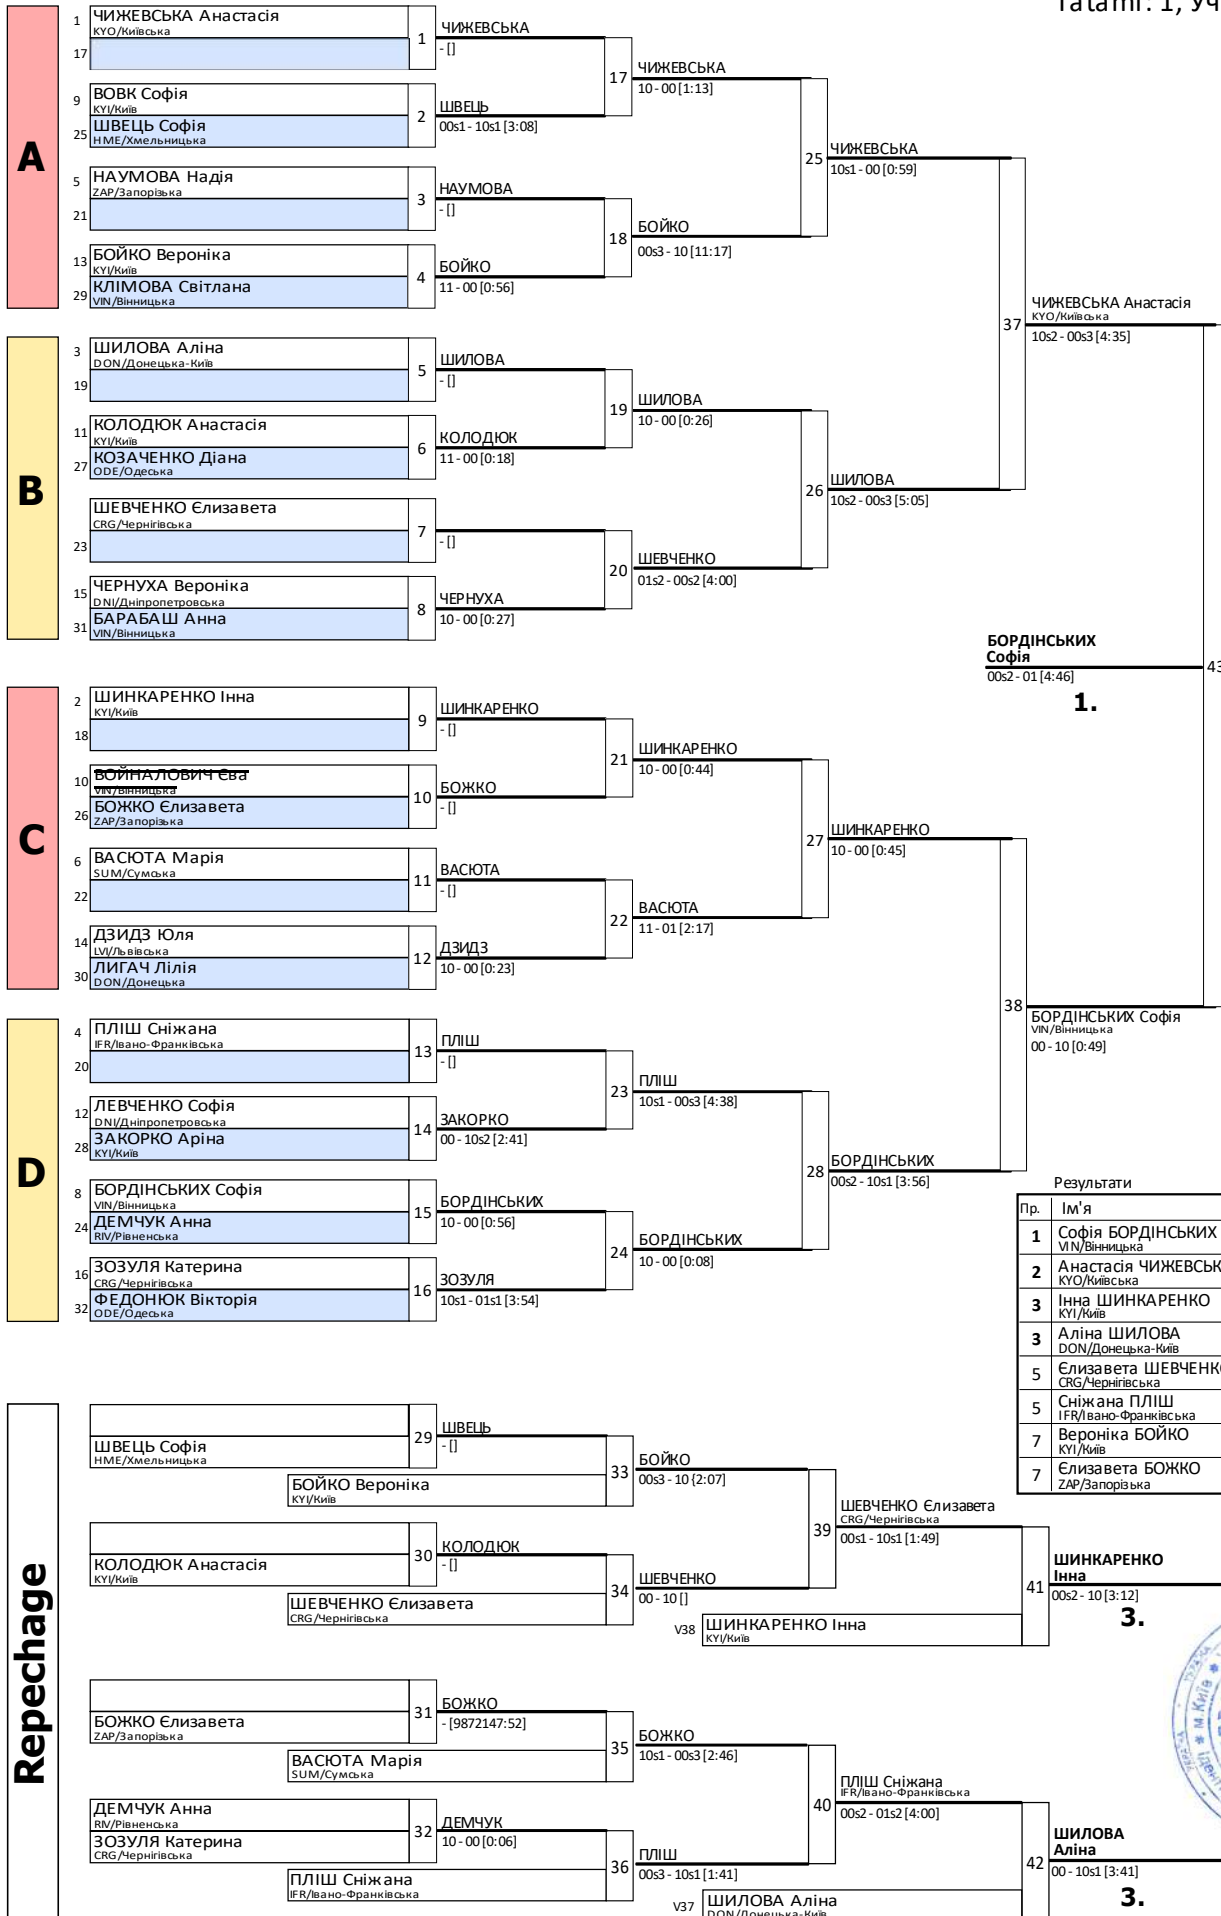 Tatami: 1, Уч
A
1 ЧИЖЕВСЬКА Анастасія
KYO/Київська
17
1
ЧИЖЕВСЬКА
- []
9 ВОВК Софія
KYI/Київ
25 ШВЕЦЬ Софія
HME/Хмельницька
2
ШВЕЦЬ
00s1 - 10s1 [3:08]
17
ЧИЖЕВСЬКА
10 - 00 [1:13]
5 НАУМОВА Надія
ZAP/Запорізька
21
3
НАУМОВА
- []
13 БОЙКО Вероніка
KYI/Київ
29 КЛІМОВА Світлана
VIN/Вінницька
4
БОЙКО
11 - 00 [0:56]
18
БОЙКО
00s3 - 10 [11:17]
25
ЧИЖЕВСЬКА
10s1 - 00 [0:59]
B
3 ШИЛОВА Аліна
DON/Донецька-Київ
19
5
ШИЛОВА
- []
11 КОЛОДЮК Анастасія
KYI/Київ
27 КОЗАЧЕНКО Діана
ODE/Одеська
6
КОЛОДЮК
11 - 00 [0:18]
19
ШИЛОВА
10 - 00 [0:26]
ШЕВЧЕНКО Єлизавета
CRG/Чернігівська
23
7
- []
15 ЧЕРНУХА Вероніка
DNI/Дніпропетровська
31 БАРАБАШ Анна
VIN/Вінницька
8
ЧЕРНУХА
10 - 00 [0:27]
20
ШЕВЧЕНКО
01s2 - 00s2 [4:00]
26
ШИЛОВА
10s2 - 00s3 [5:05]
37
ЧИЖЕВСЬКА Анастасія
KYO/Київська
10s2 - 00s3 [4:35]
БОРДІНСЬКИХ
Софія
00s2 - 01 [4:46]
1.
43
C
2 ШИНКАРЕНКО Інна
KYI/Київ
18
9
ШИНКАРЕНКО
- []
10 ВОЙНАЛОВИЧ Єва
VIN/Вінницька
26 БОЖКО Єлизавета
ZAP/Запорізька
10
БОЖКО
- []
21
ШИНКАРЕНКО
10 - 00 [0:44]
6 ВАСЮТА Марія
SUM/Сумська
22
11
ВАСЮТА
- []
14 ДЗИДЗ Юля
LVI/Львівська
30 ЛИГАЧ Лілія
DON/Донецька
12
ДЗИДЗ
10 - 00 [0:23]
22
ВАСЮТА
11 - 01 [2:17]
27
ШИНКАРЕНКО
10 - 00 [0:45]
D
4 ПЛІШ Сніжана
IFR/Івано-Франківська
20
13
ПЛІШ
- []
12 ЛЕВЧЕНКО Софія
DNI/Дніпропетровська
28 ЗАКОРКО Аріна
KYI/Київ
14
ЗАКОРКО
00 - 10s2 [2:41]
23
ПЛІШ
10s1 - 00s3 [4:38]
8 БОРДІНСЬКИХ Софія
VIN/Вінницька
24 ДЕМЧУК Анна
RIV/Рівненська
15
БОРДІНСЬКИХ
10 - 00 [0:56]
16 ЗОЗУЛЯ Катерина
CRG/Чернігівська
32 ФЕДОНЮК Вікторія
ODE/Одеська
16
ЗОЗУЛЯ
10s1 - 01s1 [3:54]
24
БОРДІНСЬКИХ
10 - 00 [0:08]
28
БОРДІНСЬКИХ
00s2 - 10s1 [3:56]
38
БОРДІНСЬКИХ Софія
VIN/Вінницька
00 - 10 [0:49]
Результати
Пр. Ім'я
1 Софія БОРДІНСЬКИХ
VIN/Вінницька
2 Анастасія ЧИЖЕВСЬК
KYO/Київська
3 Інна ШИНКАРЕНКО
KYI/Київ
3 Аліна ШИЛОВА
DON/Донецька-Київ
5 Єлизавета ШЕВЧЕНК
CRG/Чернігівська
5 Сніжана ПЛІШ
IFR/Івано-Франківська
7 Вероніка БОЙКО
KYI/Київ
7 Єлизавета БОЖКО
ZAP/Запорізька
Repechage
ШВЕЦЬ Софія
HME/Хмельницька
29
ШВЕЦЬ
- []
БОЙКО Вероніка
KYI/Київ
33
БОЙКО
00s3 - 10 {2:07]
КОЛОДЮК Анастасія
KYI/Київ
30
КОЛОДЮК
- []
ШЕВЧЕНКО Єлизавета
CRG/Чернігівська
34
ШЕВЧЕНКО
00 - 10 []
39
ШЕВЧЕНКО Єлизавета
CRG/Чернігівська
00s1 - 10s1 [1:49]
V38 ШИНКАРЕНКО Інна
KYI/Київ
41
ШИНКАРЕНКО
Інна
00s2 - 10 [3:12]
3.
БОЖКО Єлизавета
ZAP/Запорізька
31
БОЖКО
- [9872147:52]
ВАСЮТА Марія
SUM/Сумська
35
БОЖКО
10s1 - 00s3 [2:46]
ДЕМЧУК Анна
RIV/Рівненська
ЗОЗУЛЯ Катерина
CRG/Чернігівська
32
ДЕМЧУК
10 - 00 [0:06]
ПЛІШ Сніжана
IFR/Івано-Франківська
36
ПЛІШ
00s3 - 10s1 [1:41]
40
ПЛІШ Сніжана
IFR/Івано-Франківська
00s2 - 01s2 [4:00]
V37 ШИЛОВА Аліна
DON/Донецька-Київ
42
ШИЛОВА
Аліна
00 - 10s1 [3:41]
3.
м.Київ